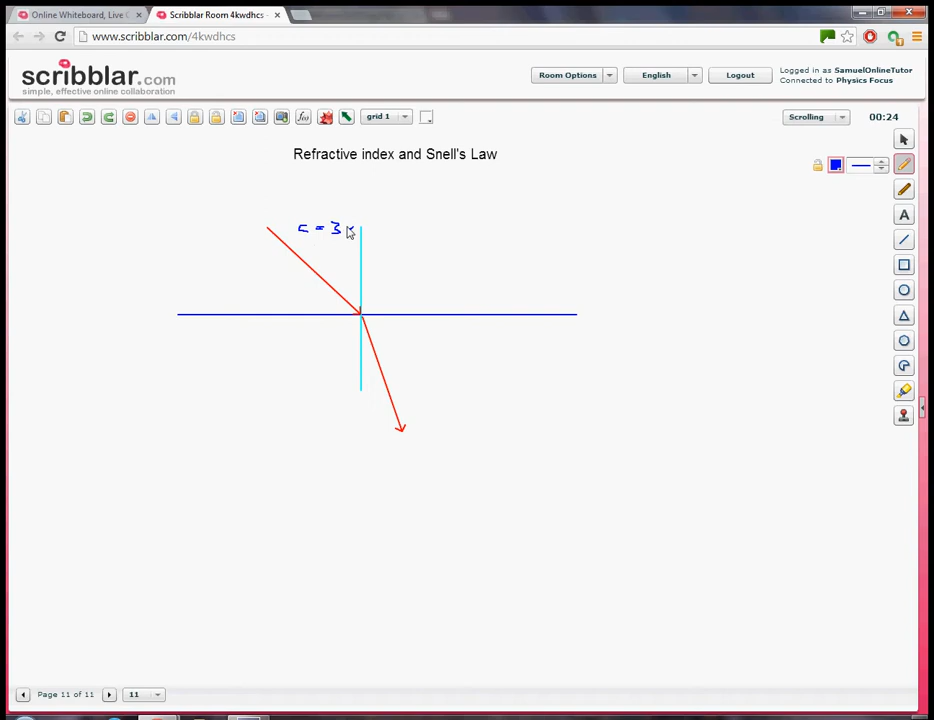 Online Whiteboard, Live
Scribblar Room 4kwdhcs -
www.scribblar.com/4kwdhcs
scribblar.com
simple, effective online collaboration
Room Options
English
Logout
Logged in as SamuelOnlineTutor
Connected to Physics Focus
f(x)
grid 1
Scrolling
00:24
Refractive index and Snell's Law
c = 3 x
A
Page 11 of 11
11